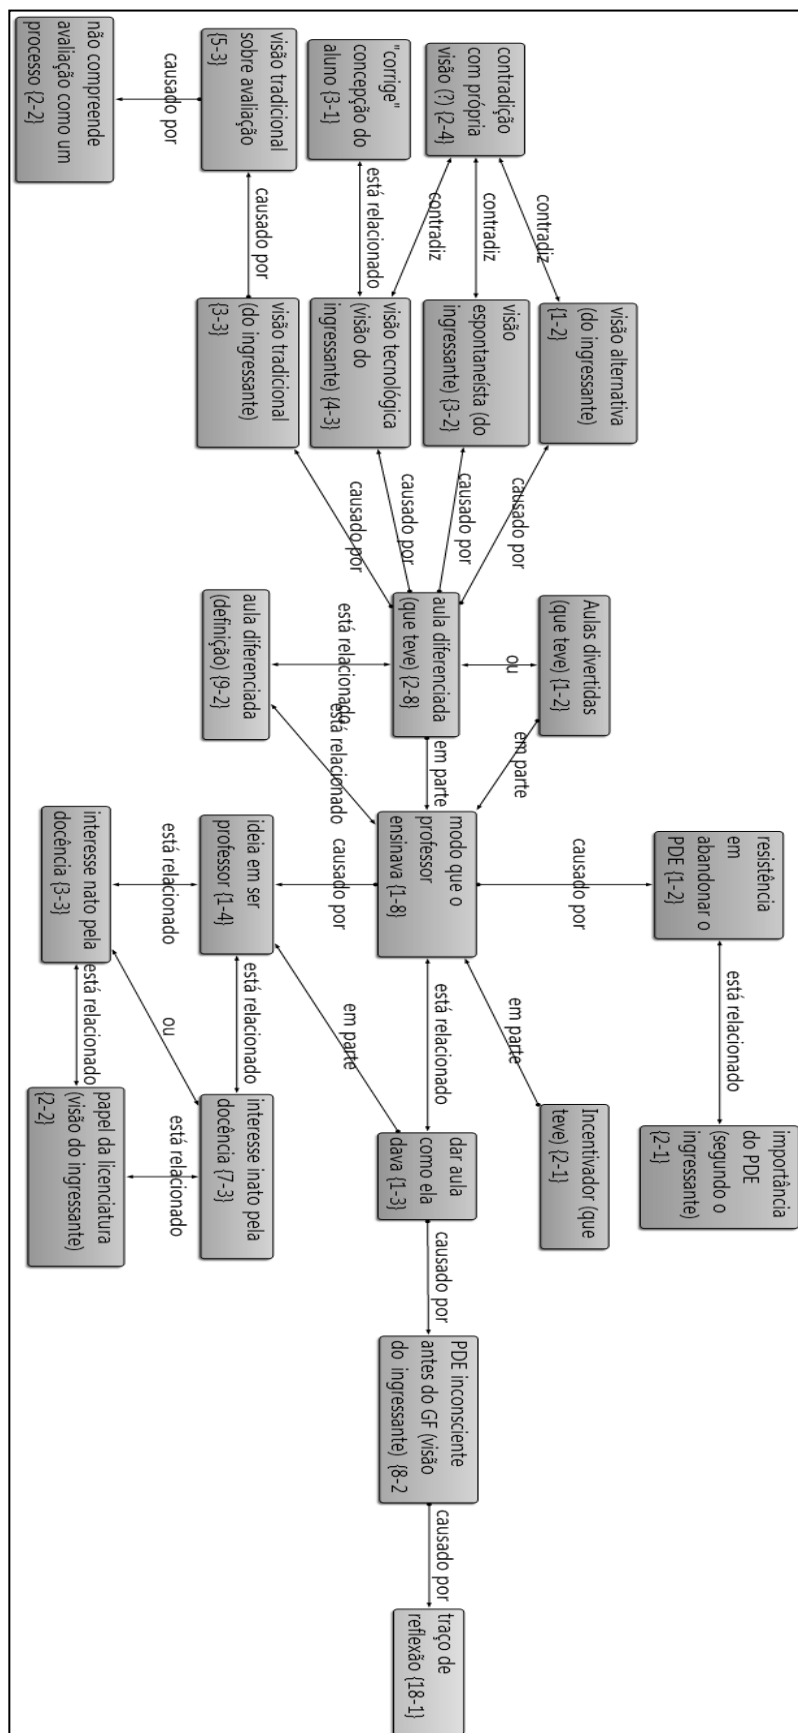 resistência
em
abandonar o
PDE {1-2}
está relacionado
importância
do PDE
(segundo o
ingressante)
{2-1}
causado por
visão alternativa
(do ingressante)
{1-2}
Aulas divertidas
(que teve) {1-2}
Incentivador (que
teve) {2-1}
contradiz
causado por
ou
em parte
em parte
contradição
com própria
visão (?) {2-4}
contradiz
visão
espontaneísta (do
ingressante) {3-2}
causado por
aula diferenciada
(que teve) {2-8}
em parte
modo que o
professor
ensinava {1-8}
está relacionado
dar aula
como ela
dava {1-3}
causado por
PDE inconsciente
antes do GF (visão
do ingressante) {8-2
causado por
traço de
reflexão {18-1}
contradiz
"corrige"
concepção do
aluno {3-1}
está relacionado
visão tecnológica
(visão do
ingressante) {4-3}
causado por
causado por
está relacionado
está relacionado
causado por
em parte
visão tradicional
sobre avaliação
{5-3}
causado por
visão tradicional
(do ingressante)
{3-3}
aula diferenciada
(definição) {9-2}
ideia em ser
professor {1-4}
está relacionado
interesse inato pela
docência {7-3}
causado por
está relacionado
ou
está relacionado
não compreende
avaliação como um
processo {2-2}
interesse nato pela
docência {3-3}
está relacionado
papel da licenciatura
(visão do ingressante)
{2-2}